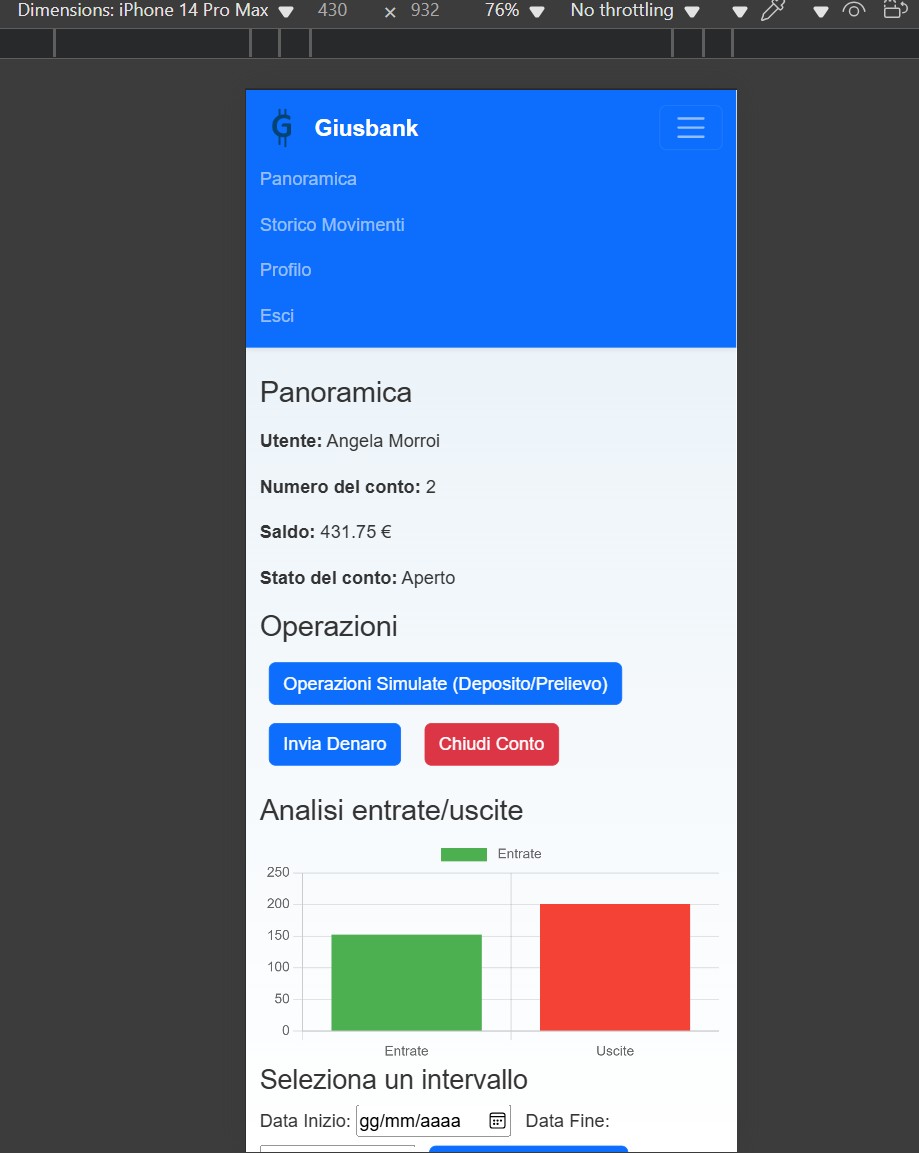 Dimensions: iPhone 14 Pro Max 430 × 932 76% No throttling
Giusbank
Panoramica
Storico Movimenti
Profilo
Esci
Panoramica
Utente: Angela Morroi
Numero del conto: 2
Saldo: 431.75 €
Stato del conto: Aperto
Operazioni
Operazioni Simulate (Deposito/Prelievo)
Invia Denaro Chiudi Conto
Analisi entrate/uscite
Entrate
250
200
150
100
50
0
Entrate Uscite
Seleziona un intervallo
Data Inizio: gg/mm/aaaa Data Fine: